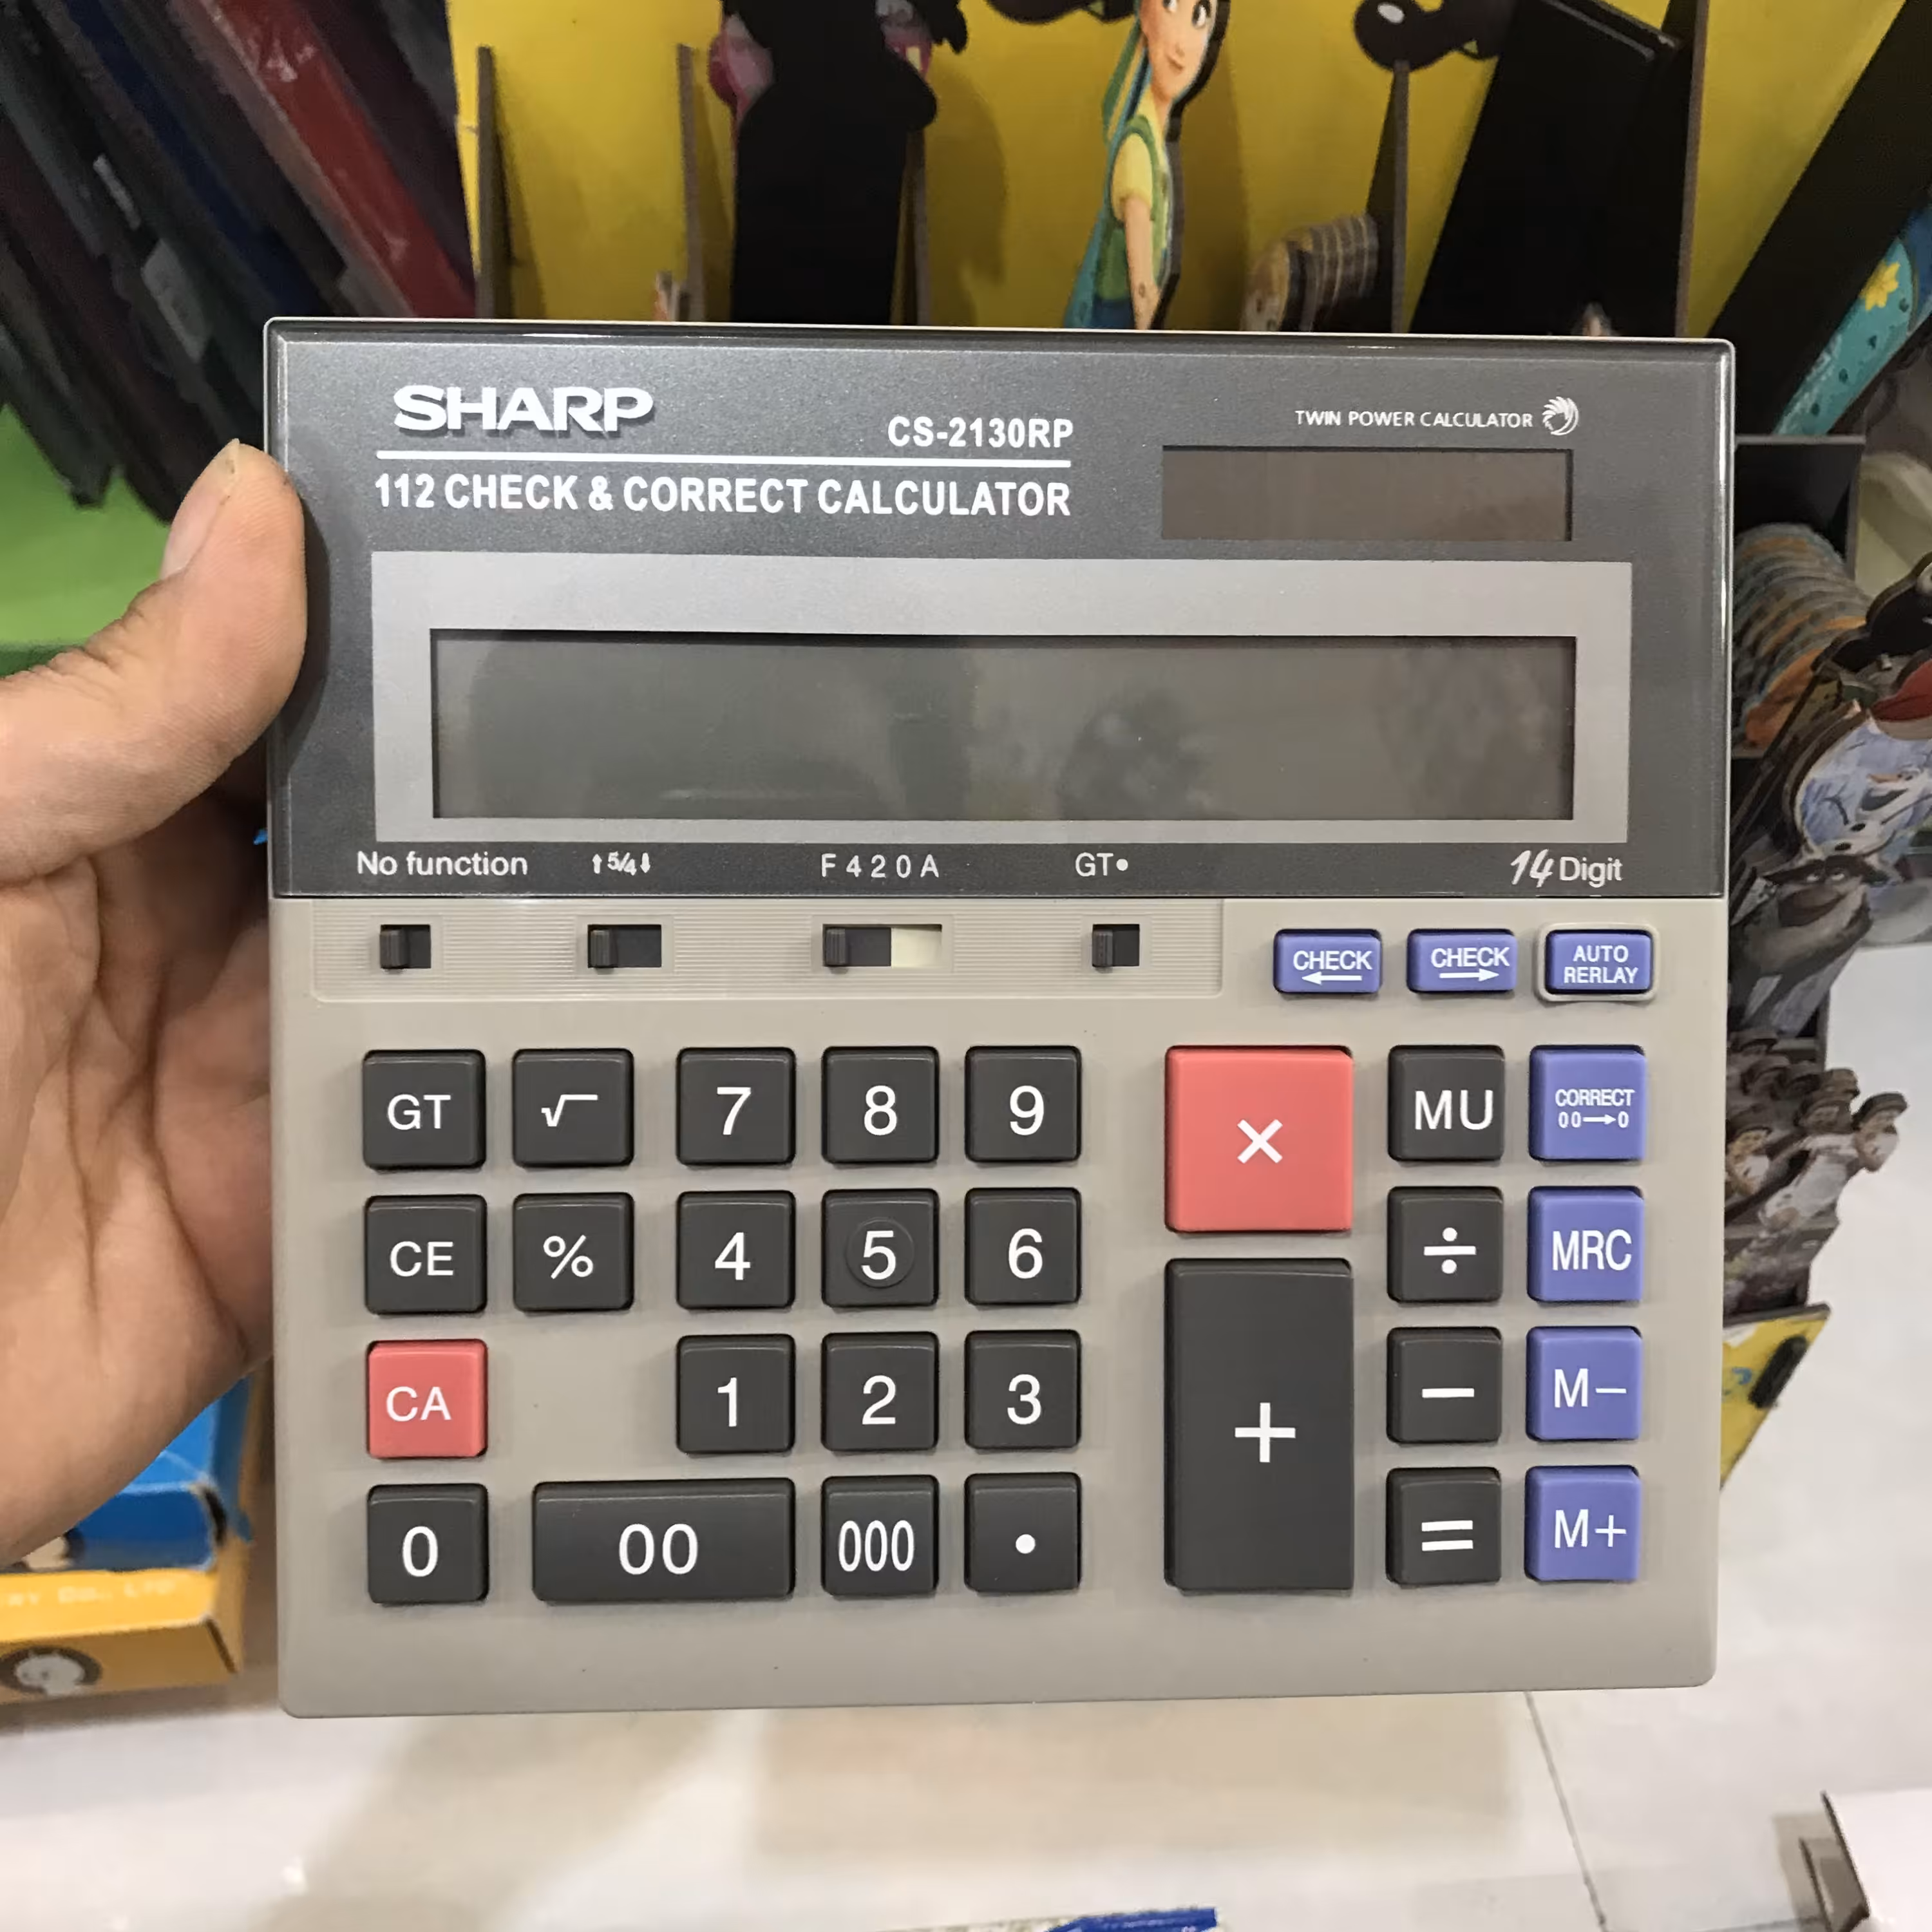 SHARP
CS-2130RP
TWIN POWER CALCULATOR
112 CHECK & CORRECT CALCULATOR
No function ↑5/4↓ F 4 2 0 A GT• 14 Digit
CHECK ← CHECK → AUTO RERLAY
GT √ 7 8 9 × MU CORRECT 00→0
CE % 4 5 6 ÷ MRC
CA 1 2 3 + − M−
0 00 000 • = M+
CO., LTD